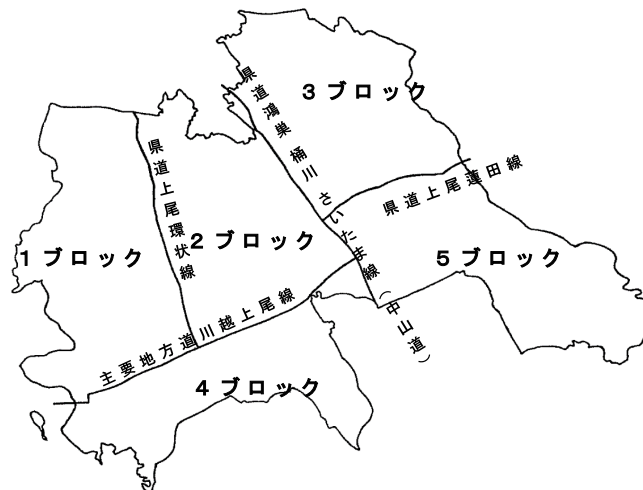 3ブロック
県道鴻巣桶川さいたま線(中山道)
県道上尾環状線
県道上尾蓮田線
1ブロック
2ブロック
5ブロック
主要地方道川越上尾線
4ブロック